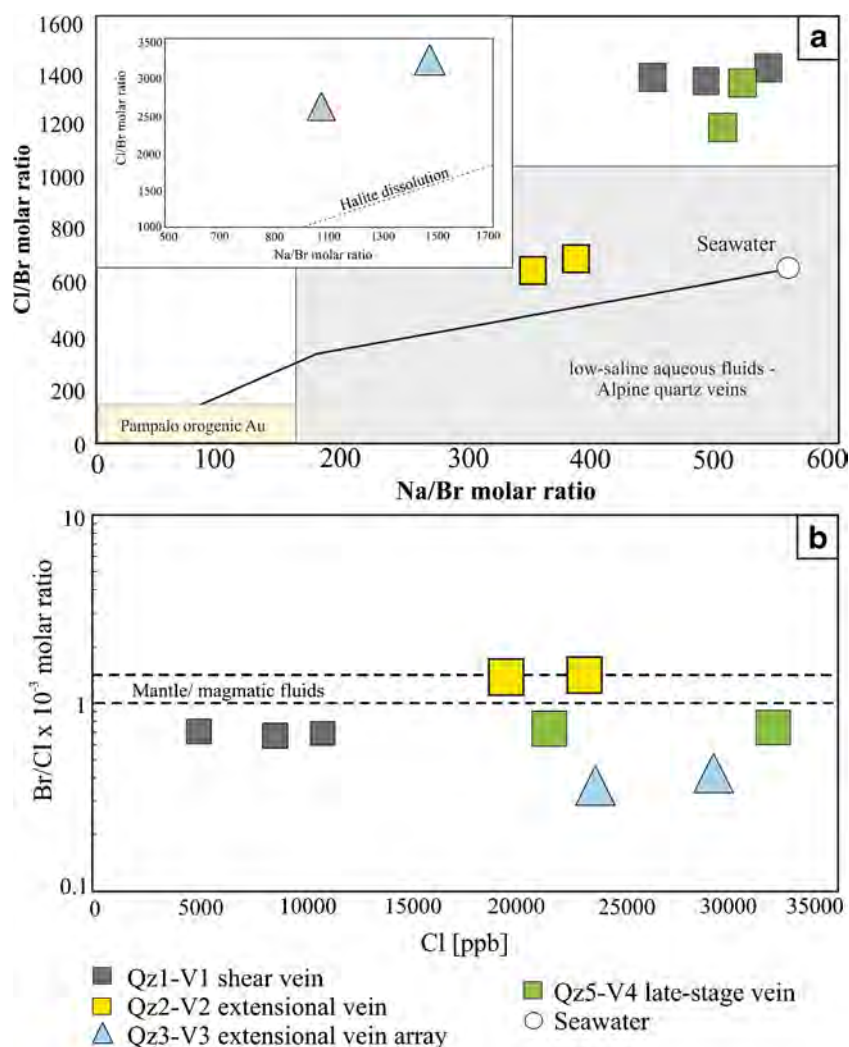 a
Cl/Br molar ratio
1600
1400
1200
1000
800
600
400
200
0
Cl/Br molar ratio
3500
3000
2500
2000
1500
1000
Halite dissolution
500 700 800 1100 1300 1500 1700
Na/Br molar ratio
Seawater
low-saline aqueous fluids -
Alpine quartz veins
Pampalo orogenic Au
0 100 200 300 400 500 600
Na/Br molar ratio
b
Br/Cl x 10⁻³ molar ratio
10
1
0.1
Mantle/ magmatic fluids
0 5000 10000 15000 20000 25000 30000 35000
Cl [ppb]
Qz1-V1 shear vein
Qz2-V2 extensional vein
Qz3-V3 extensional vein array
Qz5-V4 late-stage vein
Seawater